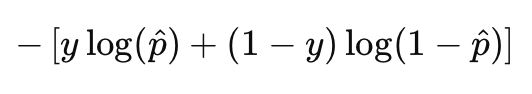 − [y log(p̂) + (1 − y) log(1 − p̂)]